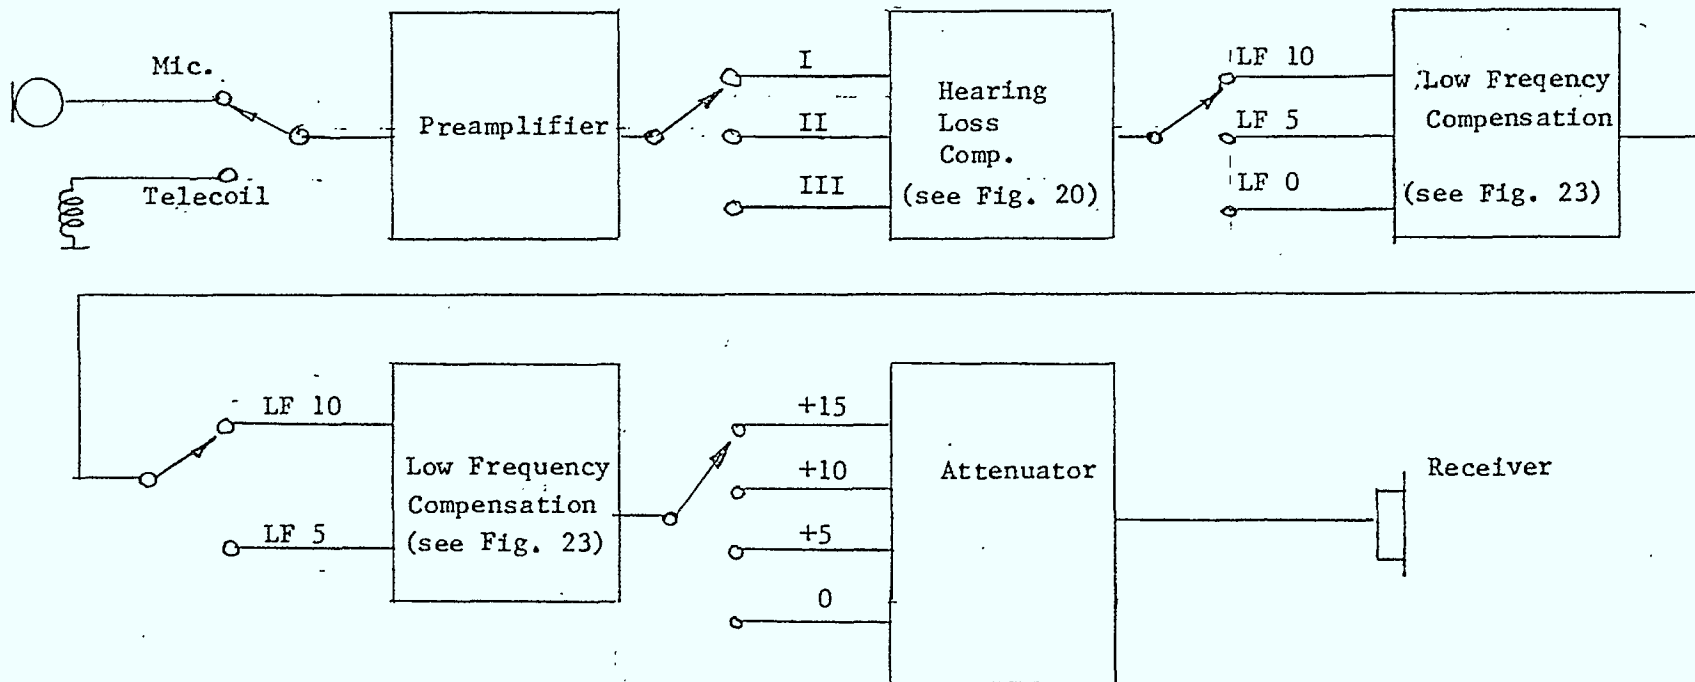 Mic.
Telecoil
Preamplifier
I
II
III
Hearing
Loss
Comp.
(see Fig. 20)
LF 10
LF 5
LF 0
Low Freqency
Compensation
(see Fig. 23)
LF 10
LF 5
Low Frequency
Compensation
(see Fig. 23)
+15
+10
+5
0
Attenuator
Receiver